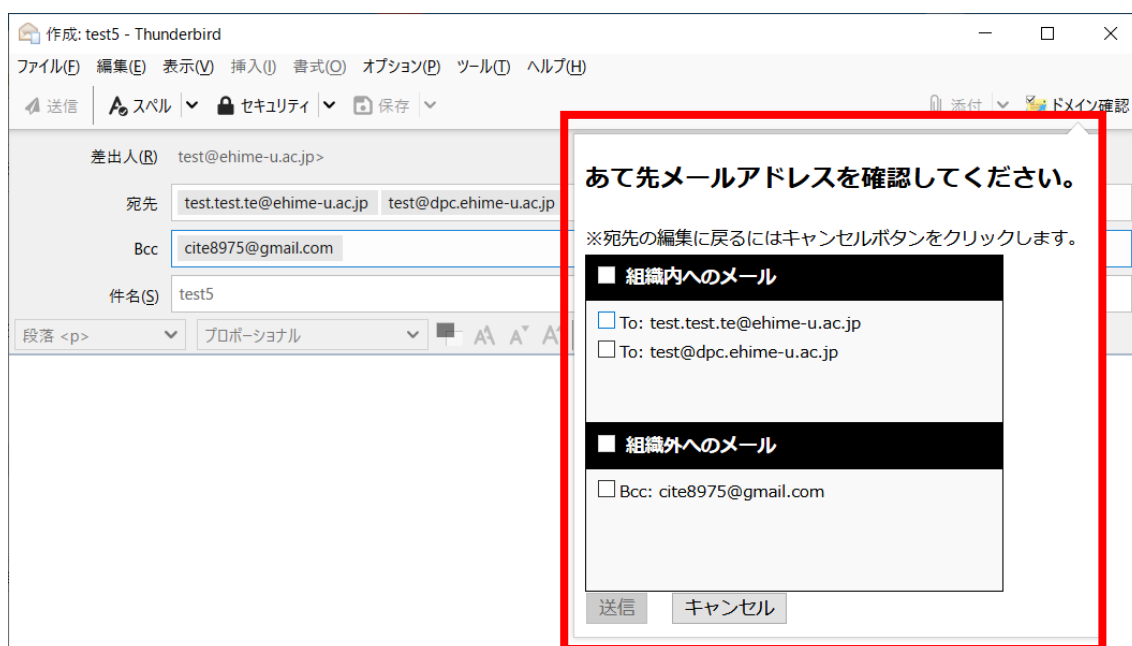 作成: test5 - Thunderbird
ファイル(F) 編集(E) 表示(V) 挿入(I) 書式(O) オプション(P) ツール(T) ヘルプ(H)
送信 スペル セキュリティ 保存 添付 ドメイン確認
差出人(R) test@ehime-u.ac.jp>
宛先 test.test.te@ehime-u.ac.jp test@dpc.ehime-u.ac.jp
Bcc cite8975@gmail.com
件名(S) test5
段落 <p> プロポーショナル
あて先メールアドレスを確認してください。
※宛先の編集に戻るにはキャンセルボタンをクリックします。
組織内へのメール
To: test.test.te@ehime-u.ac.jp
To: test@dpc.ehime-u.ac.jp
組織外へのメール
Bcc: cite8975@gmail.com
送信 キャンセル